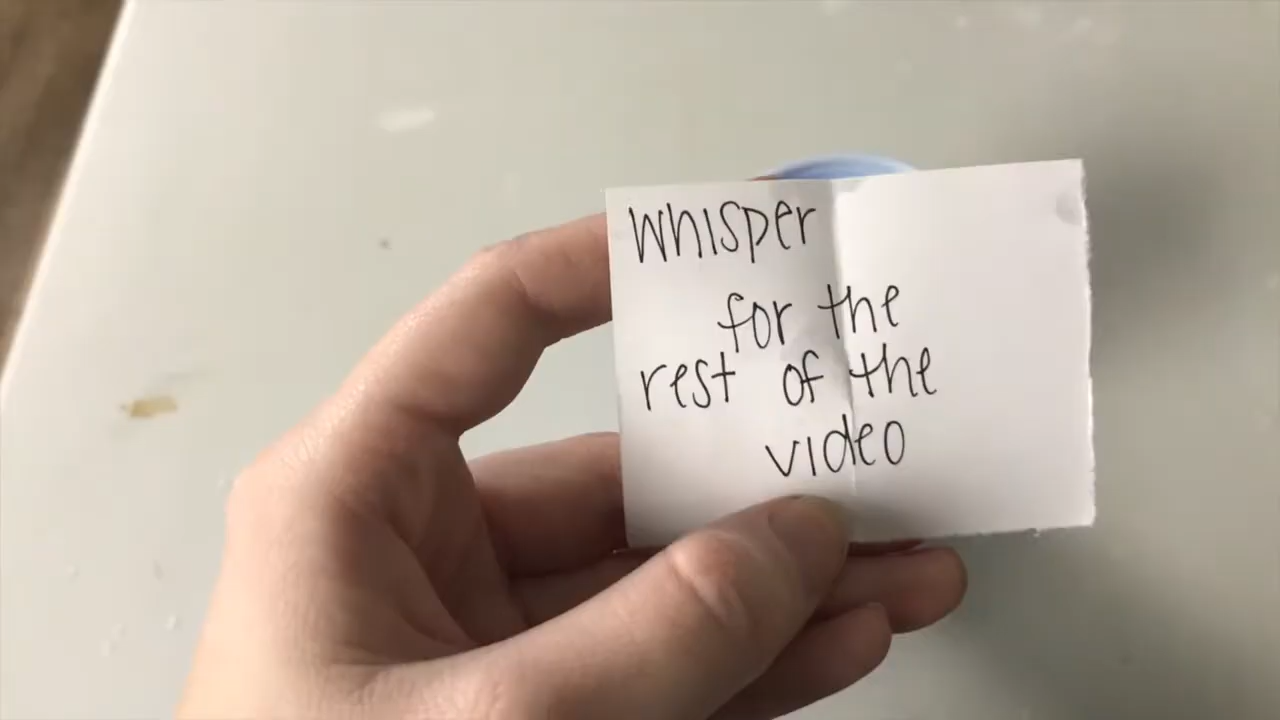 Whisper
for the
rest of the
video